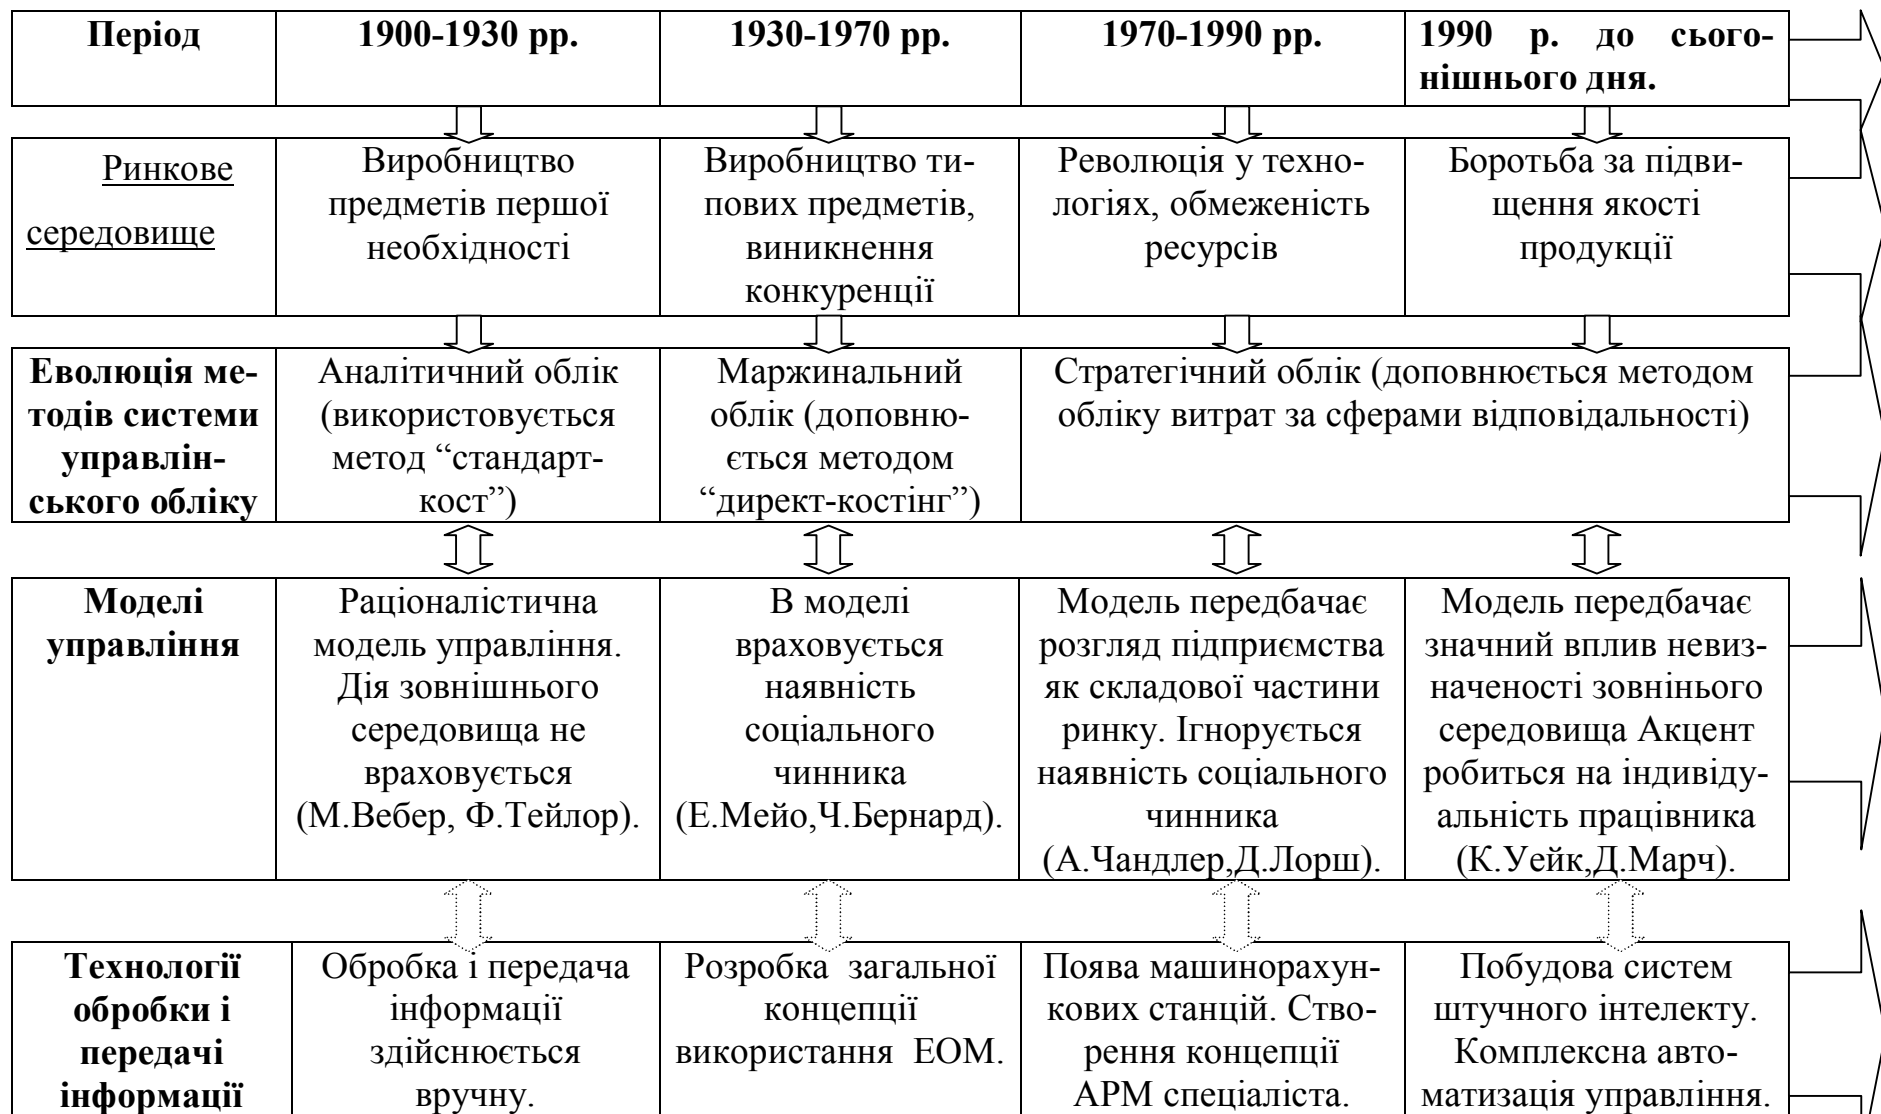 Період
1900-1930 рр.
1930-1970 рр.
1970-1990 рр.
1990 р. до сього-
нішнього дня.
Ринкове
середовище
Виробництво
предметів першої
необхідності
Виробництво ти-
пових предметів,
виникнення
конкуренції
Революція у техно-
логіях, обмеженість
ресурсів
Боротьба за підви-
щення якості
продукції
Еволюція ме-
тодів системи
управлін-
ського обліку
Аналітичний облік
(використовується
метод “стандарт-
кост”)
Маржинальний
облік (доповню-
ється методом
“директ-костінг”)
Стратегічний облік (доповнюється методом
обліку витрат за сферами відповідальності)
Моделі
управління
Раціоналістична
модель управління.
Дія зовнішнього
середовища не
враховується
(М.Вебер, Ф.Тейлор).
В моделі
враховується
наявність
соціального
чинника
(Е.Мейо,Ч.Бернард).
Модель передбачає
розгляд підприємства
як складової частини
ринку. Ігнорується
наявність соціального
чинника
(А.Чандлер,Д.Лорш).
Модель передбачає
значний вплив невиз-
наченості зовнінього
середовища Акцент
робиться на індивіду-
альність працівника
(К.Уейк,Д.Марч).
Технології
обробки і
передачі
інформації
Обробка і передача
інформації
здійснюється
вручну.
Розробка загальної
концепції
використання ЕОМ.
Поява машинорахун-
кових станцій. Ство-
рення концепції
АРМ спеціаліста.
Побудова систем
штучного інтелекту.
Комплексна авто-
матизація управління.